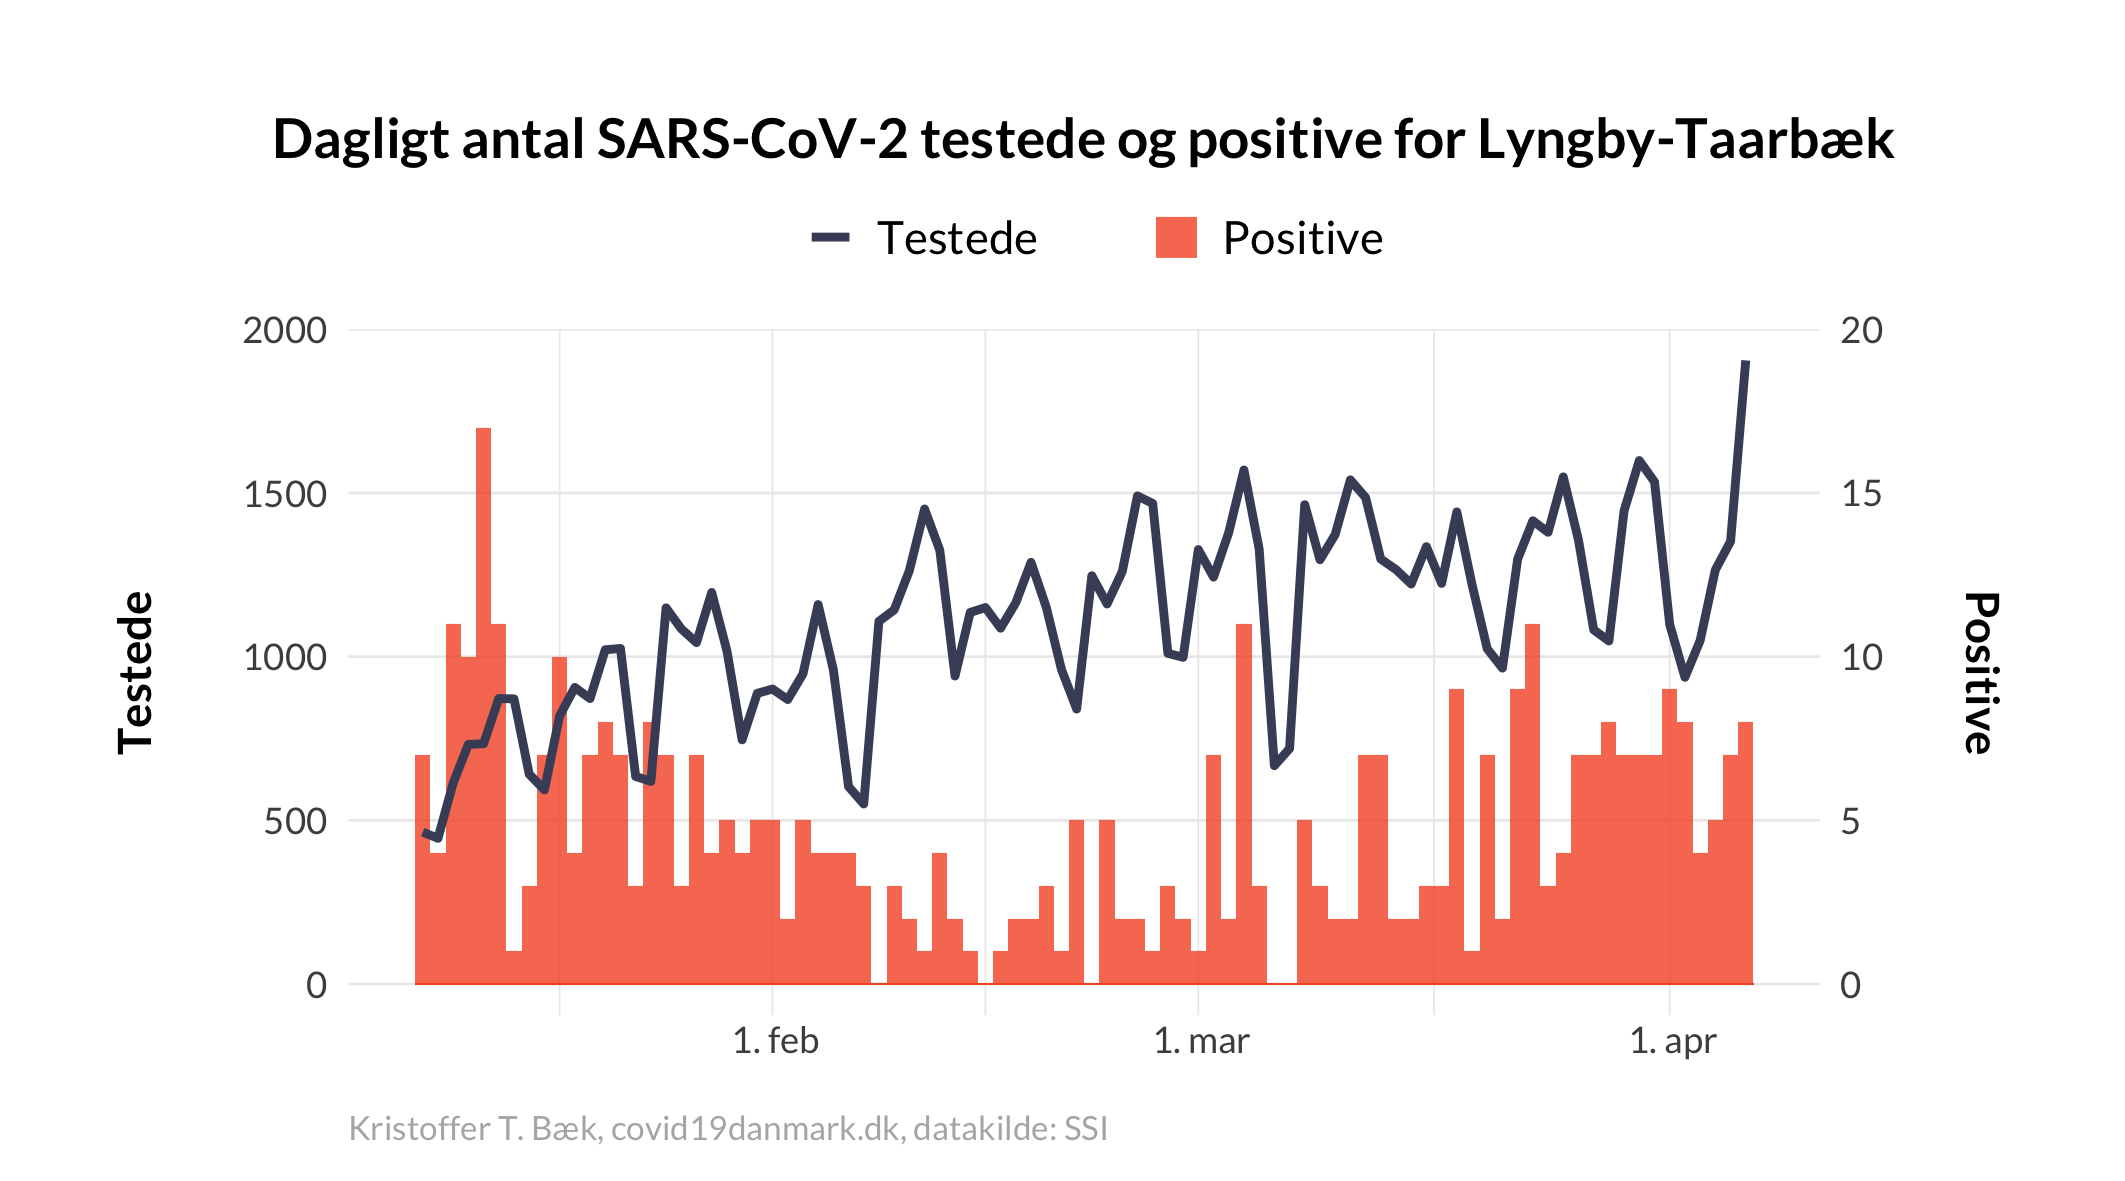 Dagligt antal SARS-CoV-2 testede og positive for Lyngby-Taarbæk
Testede Positive
2000 20
1500 15
1000 10
500 5
0 0
Testede
Positive
1. feb 1. mar 1. apr
Kristoffer T. Bæk, covid19danmark.dk, datakilde: SSI